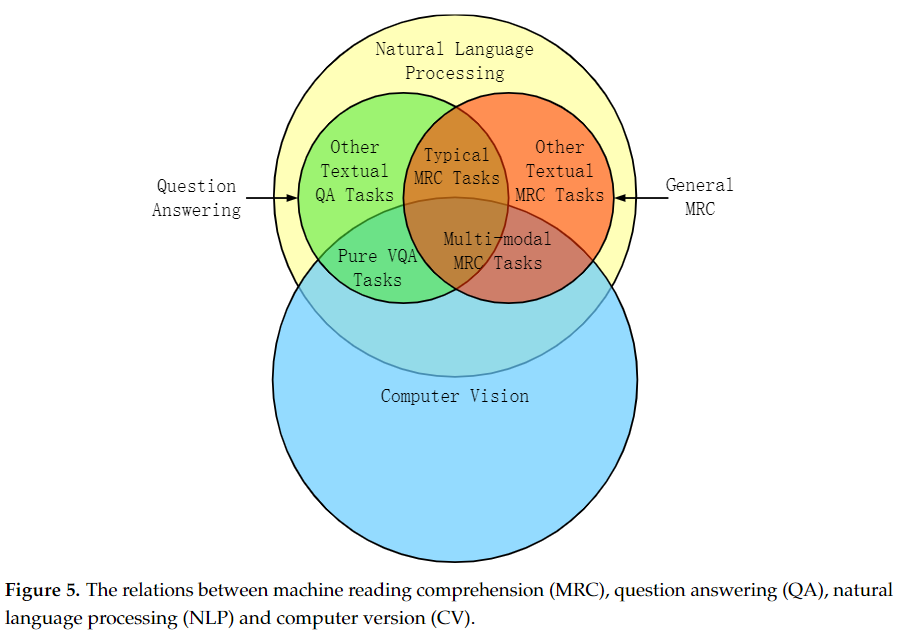 Natural Language
Processing
Other
Textual
QA Tasks
Typical
MRC Tasks
Other
Textual
MRC Tasks
Question
Answering
General
MRC
Pure VQA
Tasks
Multi-modal
MRC Tasks
Computer Vision
Figure 5. The relations between machine reading comprehension (MRC), question answering (QA), natural
language processing (NLP) and computer version (CV).